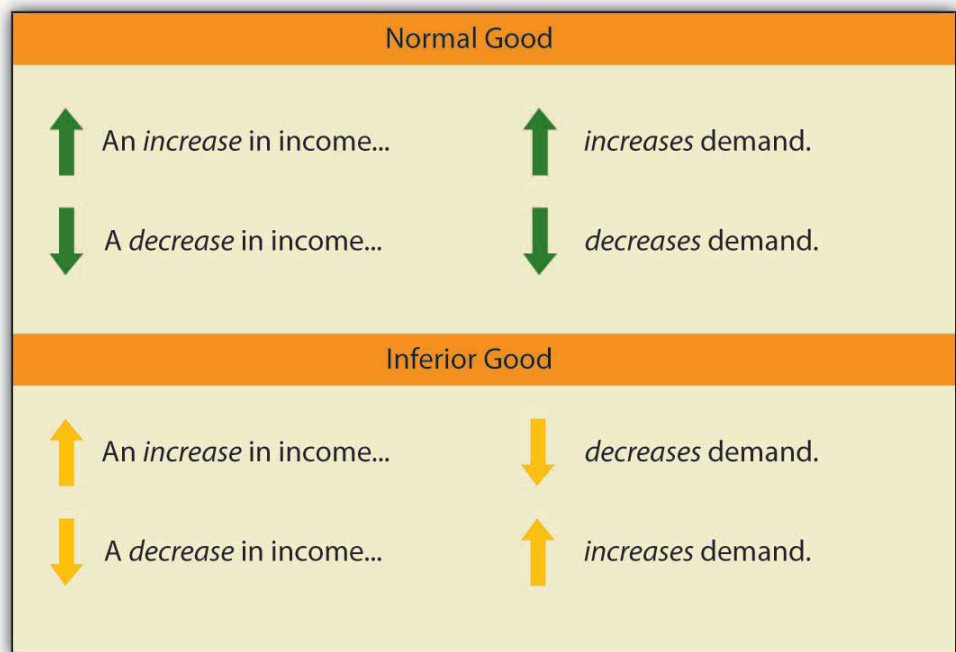 Normal Good
An increase in income... increases demand.
A decrease in income... decreases demand.
Inferior Good
An increase in income... decreases demand.
A decrease in income... increases demand.